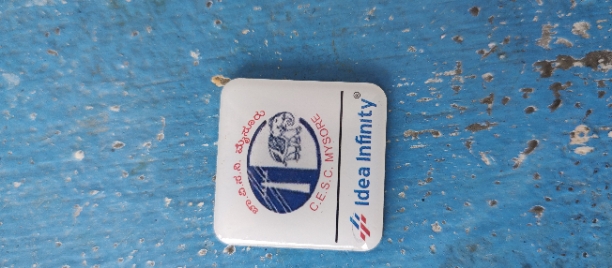 ಚಾ.ವಿ.ಸ.ನಿ. ಮೈಸೂರು
C.E.S.C. MYSORE
Idea Infinity®